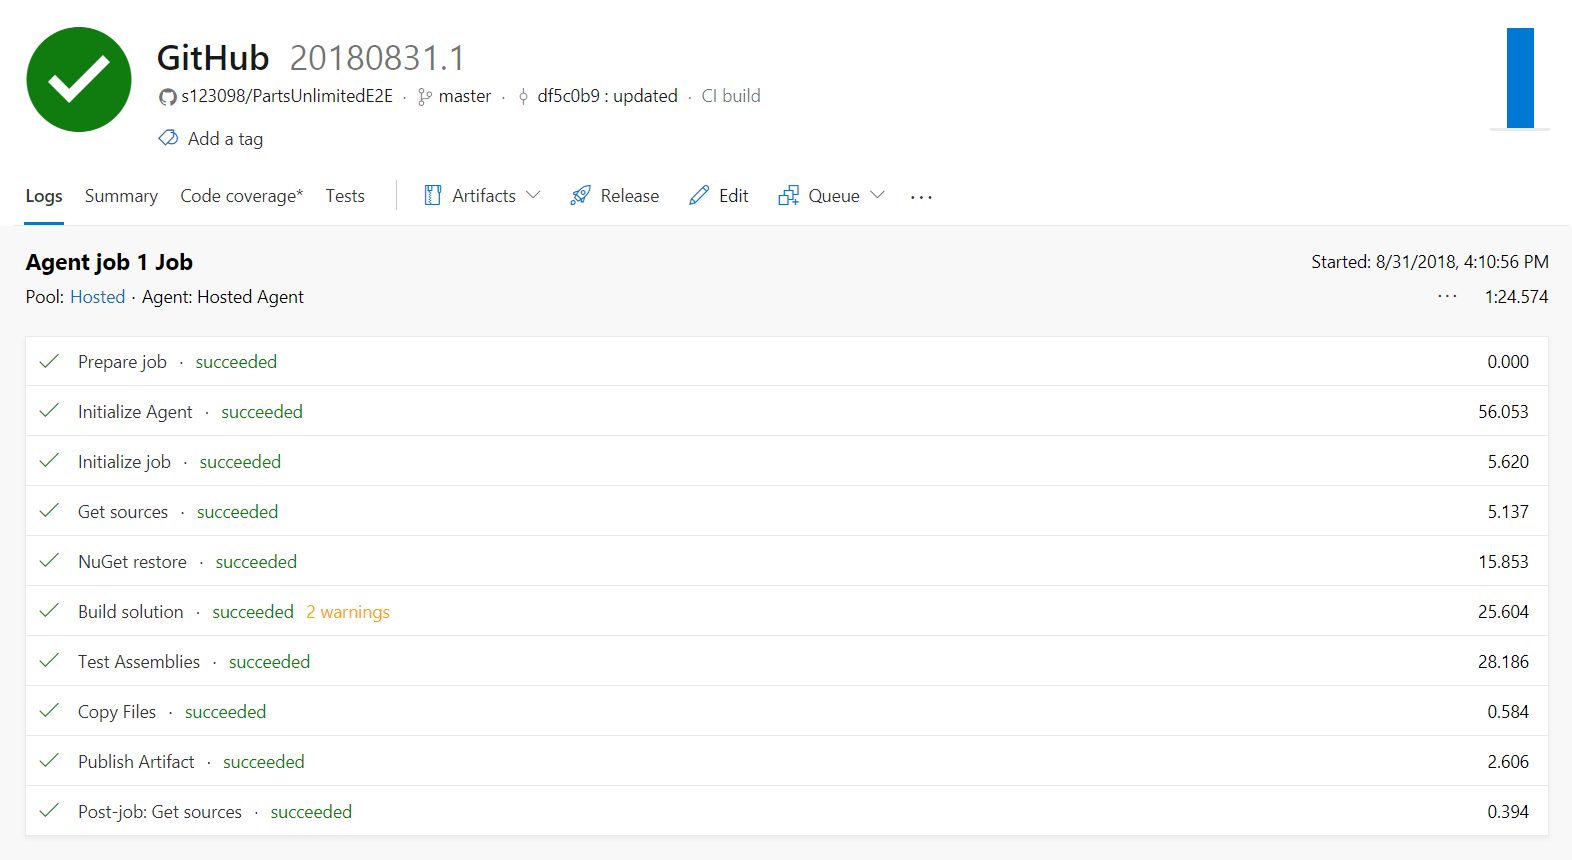 GitHub 20180831.1
s123098/PartsUnlimitedE2E · master · df5c0b9 : updated · CI build
Add a tag
Logs Summary Code coverage* Tests Artifacts Release Edit Queue ...
Agent job 1 Job Started: 8/31/2018, 4:10:56 PM
Pool: Hosted · Agent: Hosted Agent ... 1:24.574
Prepare job · succeeded 0.000
Initialize Agent · succeeded 56.053
Initialize job · succeeded 5.620
Get sources · succeeded 5.137
NuGet restore · succeeded 15.853
Build solution · succeeded 2 warnings 25.604
Test Assemblies · succeeded 28.186
Copy Files · succeeded 0.584
Publish Artifact · succeeded 2.606
Post-job: Get sources · succeeded 0.394